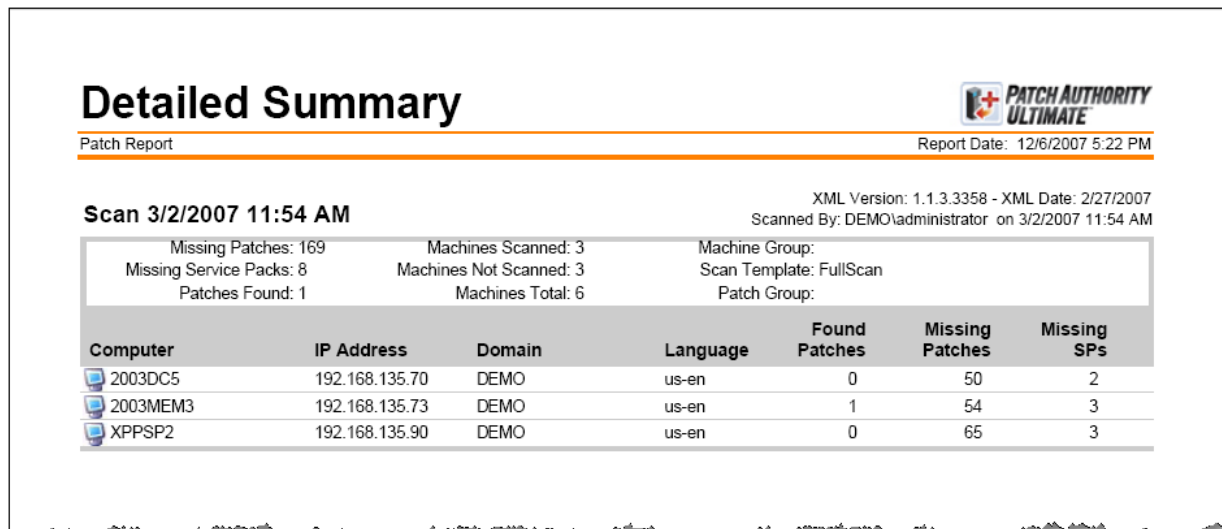 Detailed Summary
PATCH AUTHORITY
ULTIMATE
Patch Report
Report Date: 12/6/2007 5:22 PM
XML Version: 1.1.3.3358 - XML Date: 2/27/2007
Scan 3/2/2007 11:54 AM
Scanned By: DEMO\administrator on 3/2/2007 11:54 AM
Missing Patches: 169 Machines Scanned: 3 Machine Group:
Missing Service Packs: 8 Machines Not Scanned: 3 Scan Template: FullScan
Patches Found: 1 Machines Total: 6 Patch Group:
Computer IP Address Domain Language Found Patches Missing Patches Missing SPs
2003DC5 192.168.135.70 DEMO us-en 0 50 2
2003MEM3 192.168.135.73 DEMO us-en 1 54 3
XPPSP2 192.168.135.90 DEMO us-en 0 65 3